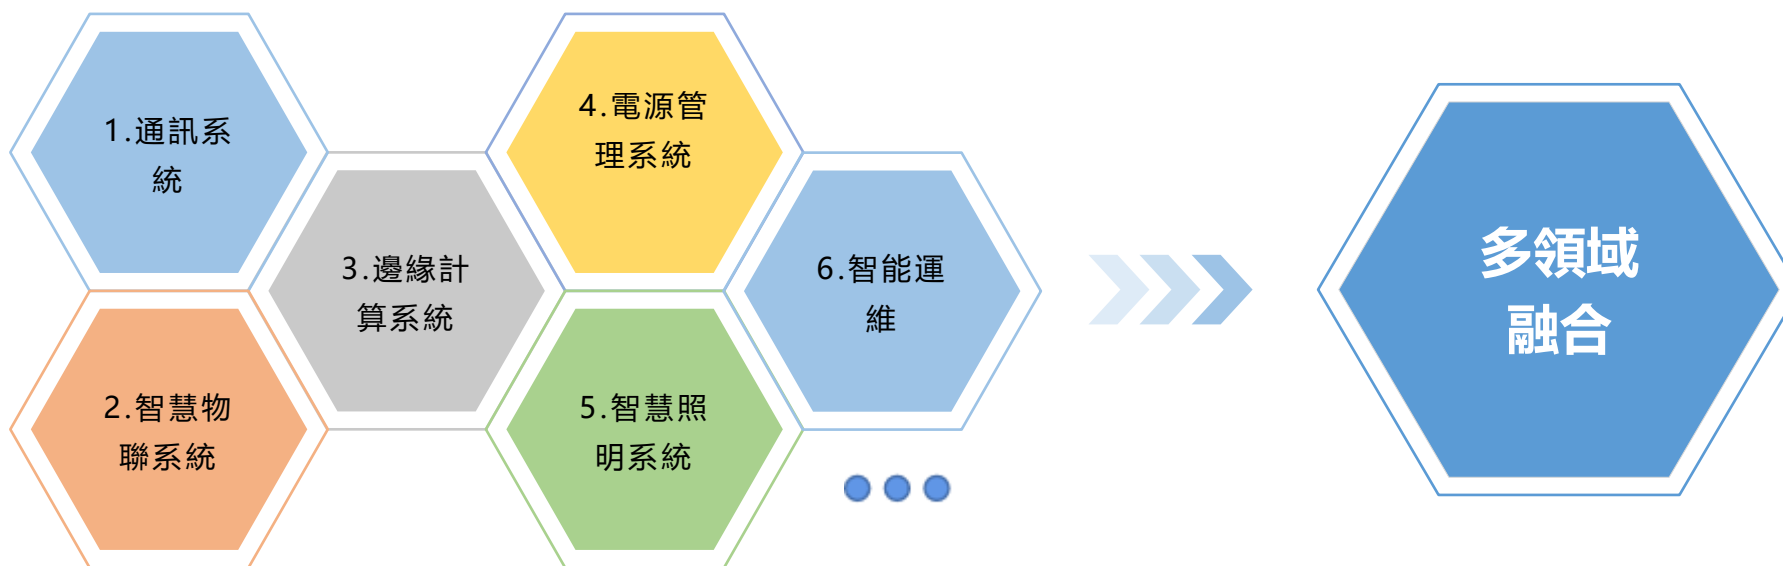 1.通訊系
統
2.智慧物
聯系統
3.邊緣計
算系統
4.電源管
理系統
5.智慧照
明系統
6.智能運
維
多領域
融合